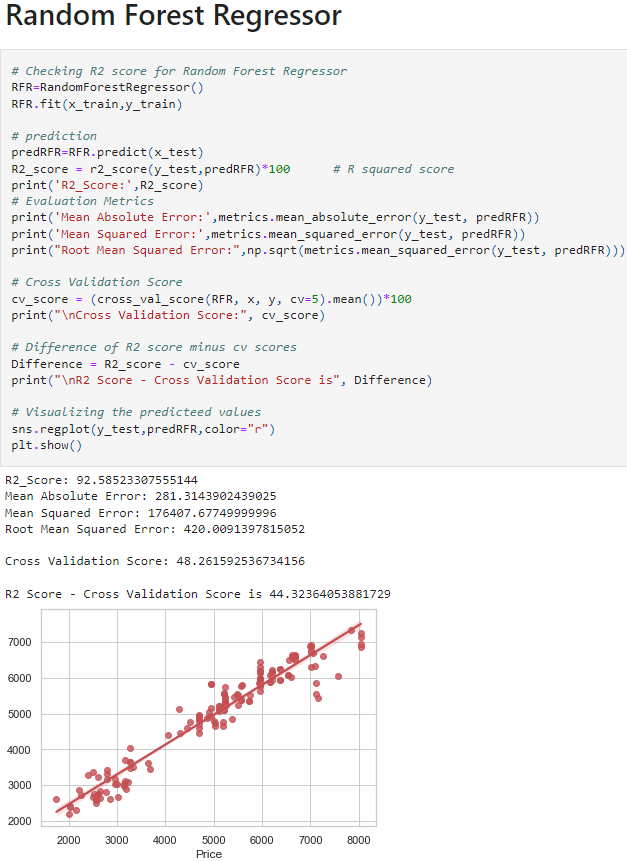 Random Forest Regressor
# Checking R2 score for Random Forest Regressor
RFR=RandomForestRegressor()
RFR.fit(x_train,y_train)
# prediction
predRFR=RFR.predict(x_test)
R2_score = r2_score(y_test,predRFR)*100 # R squared score
print('R2_Score:',R2_score)
# Evaluation Metrics
print('Mean Absolute Error:',metrics.mean_absolute_error(y_test, predRFR))
print('Mean Squared Error:',metrics.mean_squared_error(y_test, predRFR))
print("Root Mean Squared Error:",np.sqrt(metrics.mean_squared_error(y_test, predRFR)))
# Cross Validation Score
cv_score = (cross_val_score(RFR, x, y, cv=5).mean())*100
print("\nCross Validation Score:", cv_score)
# Difference of R2 score minus cv scores
Difference = R2_score - cv_score
print("\nR2 Score - Cross Validation Score is", Difference)
# Visualizing the predicteed values
sns.regplot(y_test,predRFR,color="r")
plt.show()
R2_Score: 92.58523307555144
Mean Absolute Error: 281.3143902439025
Mean Squared Error: 176407.67749999996
Root Mean Squared Error: 420.0091397815052
Cross Validation Score: 48.261592536734156
R2 Score - Cross Validation Score is 44.32364053881729
7000
6000
5000
4000
3000
2000
2000 3000 4000 5000 6000 7000 8000
Price